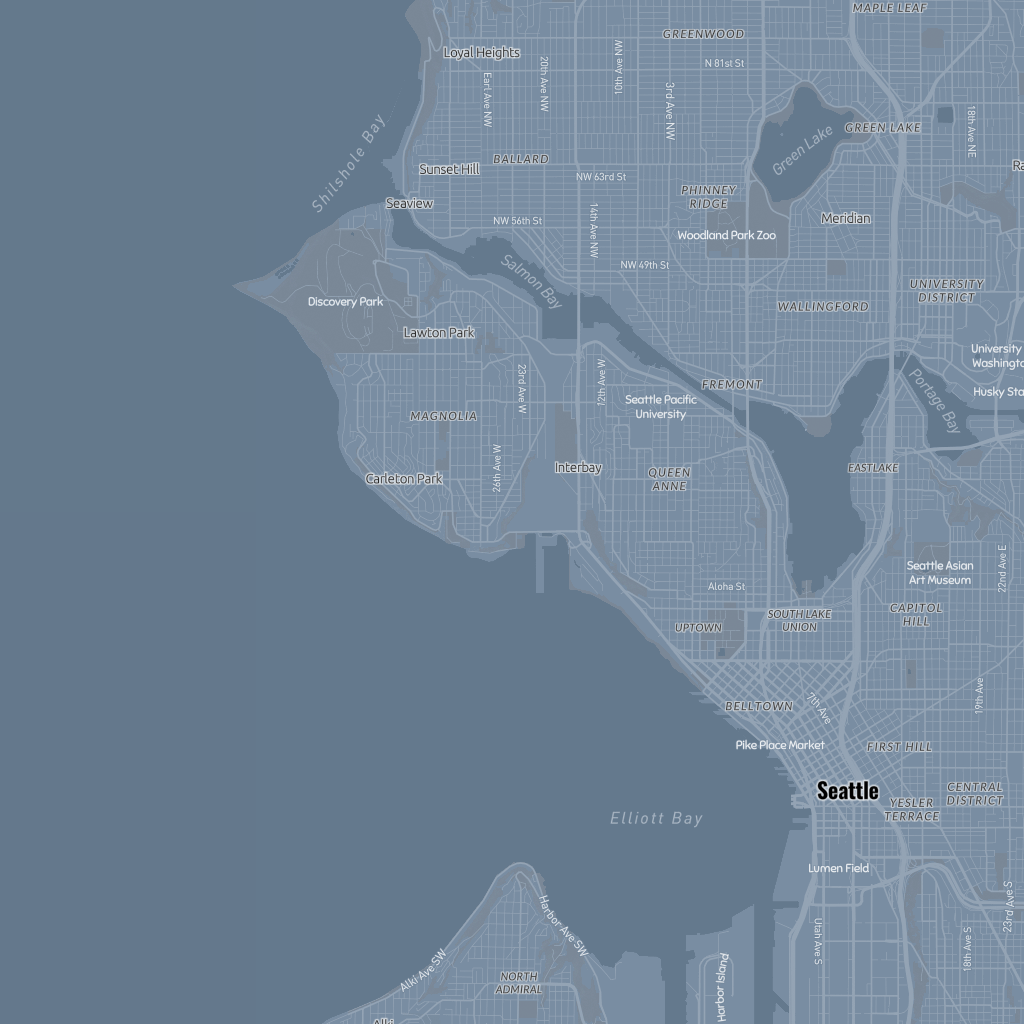 MAPLE LEAF
GREENWOOD
Loyal Heights
N 81st St
10th Ave NW
20th Ave NW
Earl Ave NW
3rd Ave NW
18th Ave NE
GREEN LAKE
Green Lake
Shilshole Bay
BALLARD
Sunset Hill
NW 63rd St
PHINNEY
RIDGE
Seaview
Meridian
NW 56th St
14th Ave NW
Woodland Park Zoo
NW 49th St
Salmon Bay
UNIVERSITY
DISTRICT
Discovery Park
WALLINGFORD
Lawton Park
University
Husky
FREMONT
Portage Bay
23rd Ave W
12th Ave W
Seattle Pacific
University
MAGNOLIA
26th Ave W
Interbay
EASTLAKE
QUEEN
ANNE
Carleton Park
Seattle Asian
Art Museum
22nd Ave E
Aloha St
SOUTH LAKE
UNION
CAPITOL
HILL
UPTOWN
19th Ave
BELLTOWN
7th Ave
Pike Place Market
FIRST HILL
Seattle
CENTRAL
DISTRICT
YESLER
TERRACE
Elliott Bay
Lumen Field
23rd Ave S
Harbor Ave SW
Utah Ave S
18th Ave S
Alki Ave SW
NORTH
ADMIRAL
Harbor Island